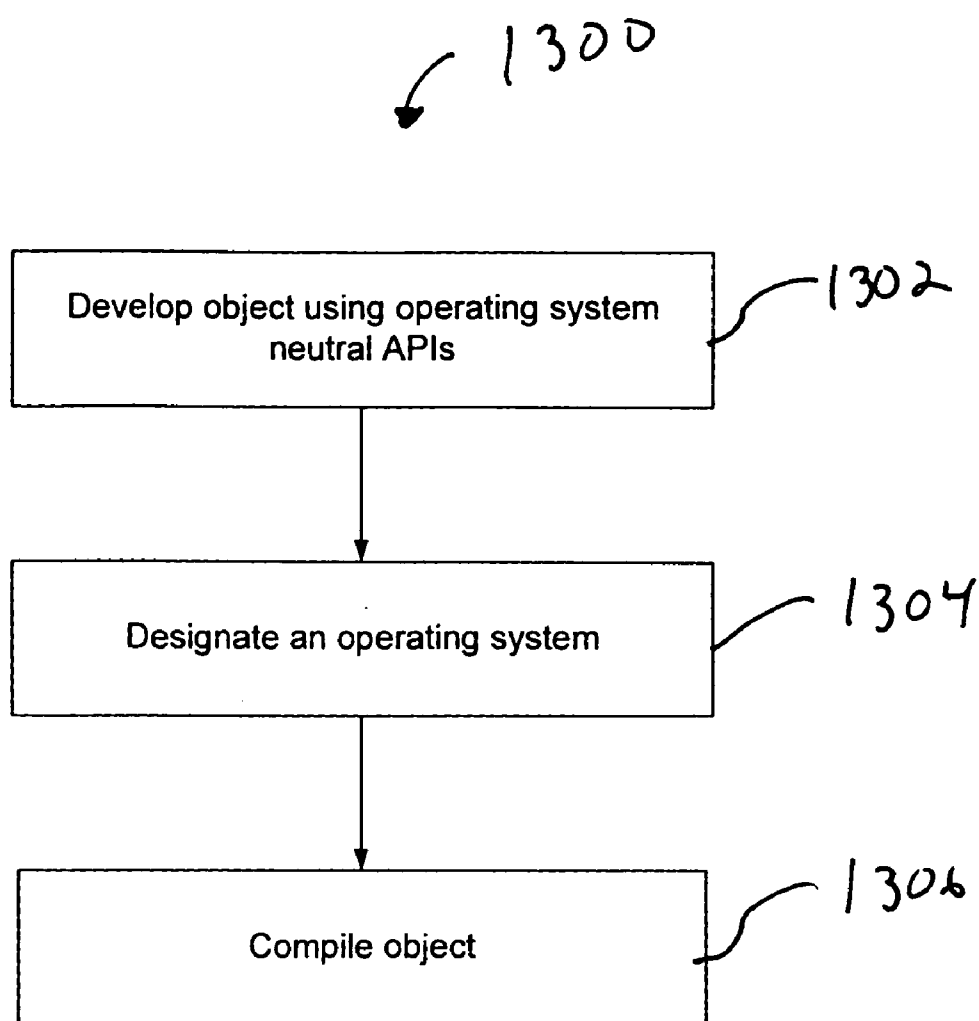 1300
Develop object using operating system
neutral APIs
1302
Designate an operating system
1304
Compile object
1306